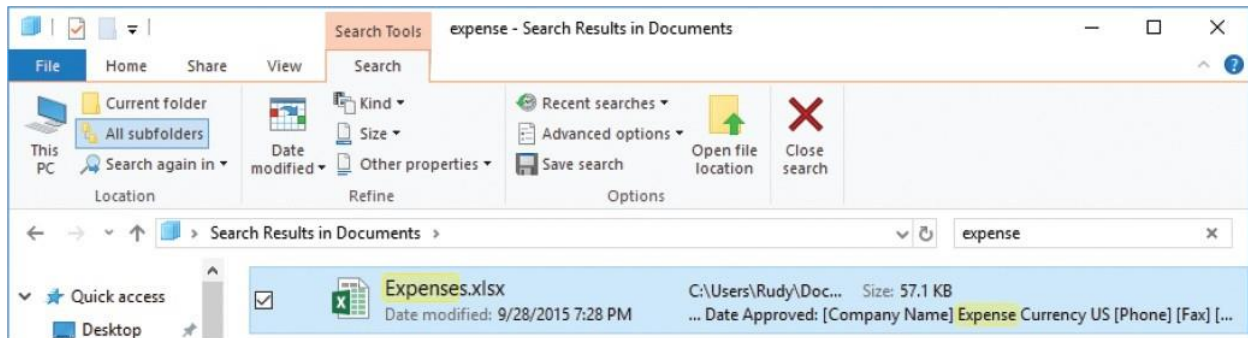 Search Tools expense - Search Results in Documents
File Home Share View Search
This PC
Current folder
All subfolders
Search again in
Location
Date modified
Kind
Size
Other properties
Refine
Recent searches
Advanced options
Save search
Open file location
Options
Close search
Search Results in Documents
expense
Quick access
Desktop
Expenses.xlsx
Date modified: 9/28/2015 7:28 PM
C:\Users\Rudy\Doc... Size: 57.1 KB
... Date Approved: [Company Name] Expense Currency US [Phone] [Fax] [...